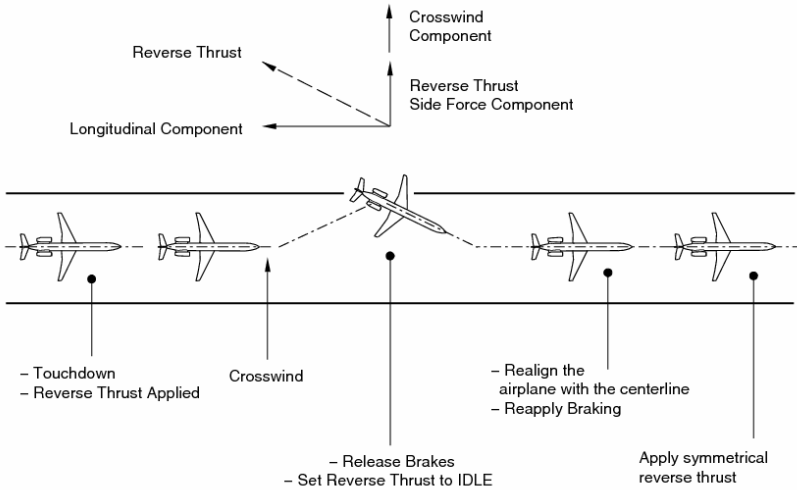 Crosswind
Component
Reverse Thrust
Reverse Thrust
Side Force Component
Longitudinal Component
– Touchdown
– Reverse Thrust Applied
Crosswind
– Release Brakes
– Set Reverse Thrust to IDLE
– Realign the
airplane with the centerline
– Reapply Braking
Apply symmetrical
reverse thrust